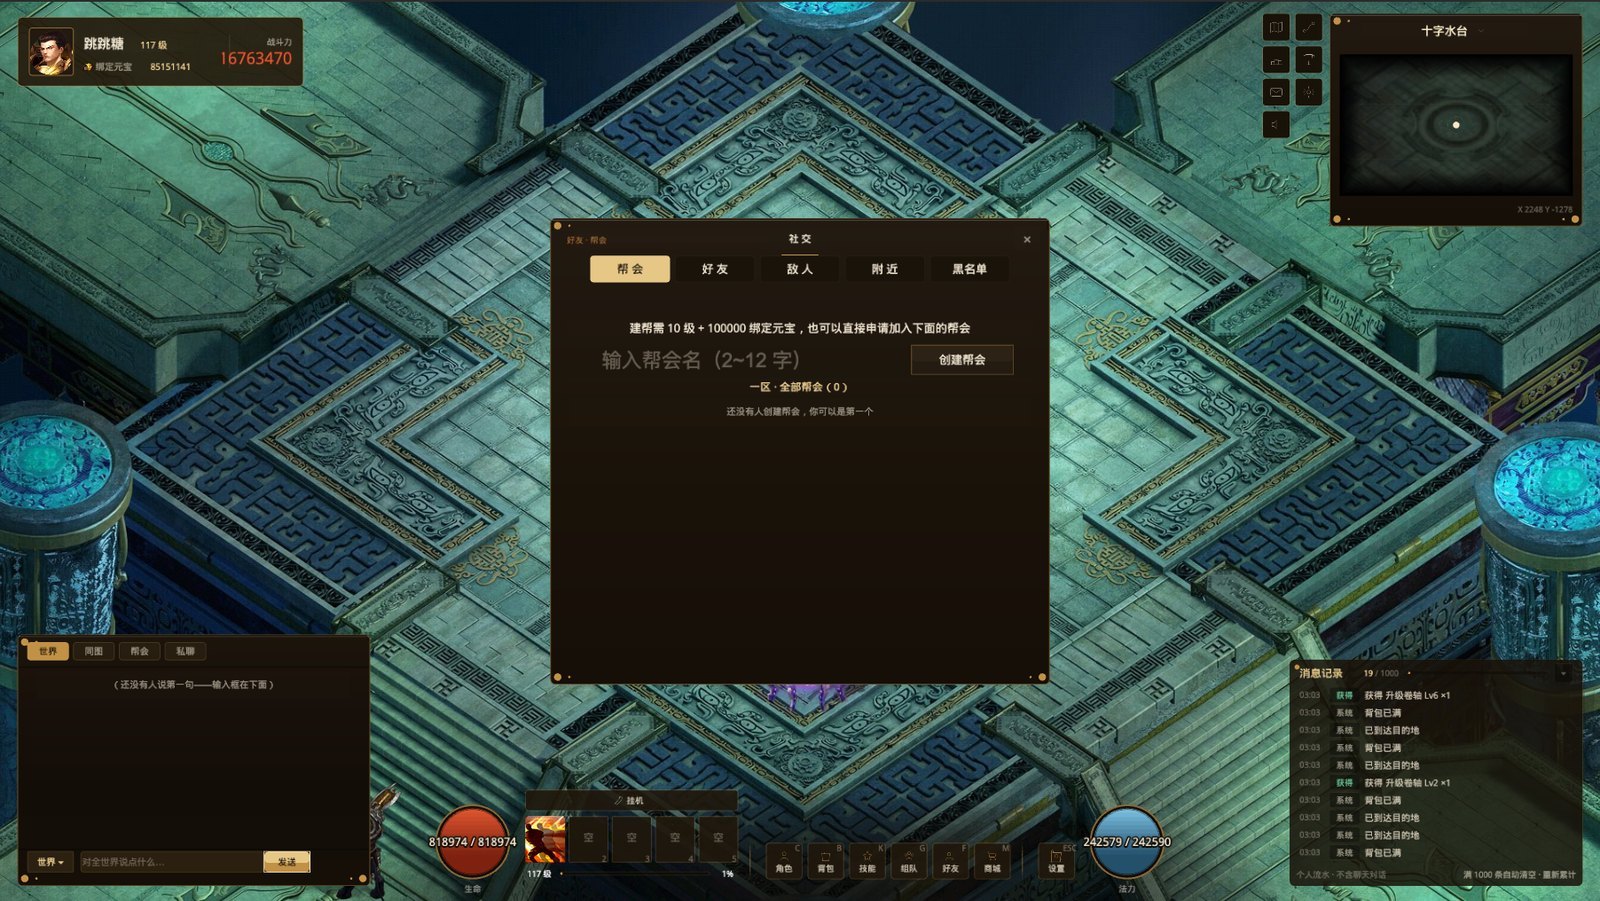 跳跳糖 117 级
战斗力
16763470
绑定元宝 85151141
十字水台
X 2248 Y -1278
好友 · 帮会
社交
×
帮会 好友 敌人 附近 黑名单
建帮需 10 级 + 100000 绑定元宝，也可以直接申请加入下面的帮会
输入帮会名（2~12 字）
创建帮会
一区 · 全部帮会（0）
还没有人创建帮会，你可以是第一个
世界 同图 帮会 私聊
（还没有人说第一句——输入框在下面）
世界
对全世界说点什么...
发送
挂机
818974 / 818974
生命
空 2
空 3
空 4
空 5
117 级
1%
角色 C
背包 B
技能 K
组队 G
好友 F
商城 M
设置 ESC
242579 / 242590
法力
消息记录 19 / 1000
03:03 获得 获得 升级卷轴 Lv6 ×1
03:03 系统 背包已满
03:03 系统 已到达目的地
03:03 系统 背包已满
03:03 系统 已到达目的地
03:03 获得 获得 升级卷轴 Lv2 ×1
03:03 系统 背包已满
03:03 系统 已到达目的地
03:03 系统 已到达目的地
03:03 系统 背包已满
个人流水 · 不含聊天对话
满 1000 条自动清空 · 重新累计